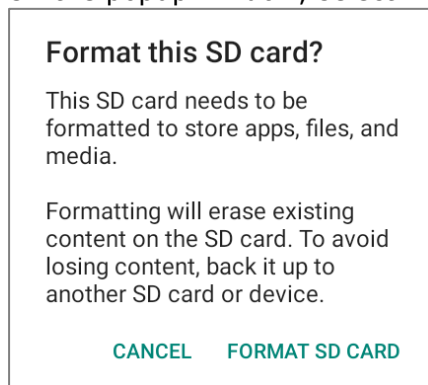 Format this SD card?
This SD card needs to be
formatted to store apps, files, and
media.
Formatting will erase existing
content on the SD card. To avoid
losing content, back it up to
another SD card or device.
CANCEL FORMAT SD CARD